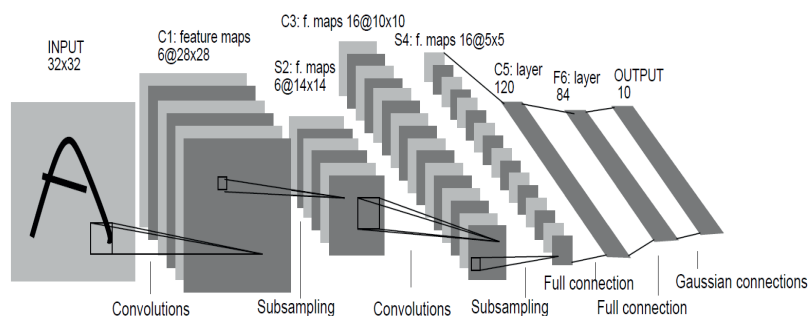 INPUT
32x32
C1: feature maps
6@28x28
S2: f. maps
6@14x14
C3: f. maps 16@10x10
S4: f. maps 16@5x5
C5: layer
120
F6: layer
84
OUTPUT
10
A
Convolutions
Subsampling
Convolutions
Subsampling
Full connection
Full connection
Gaussian connections